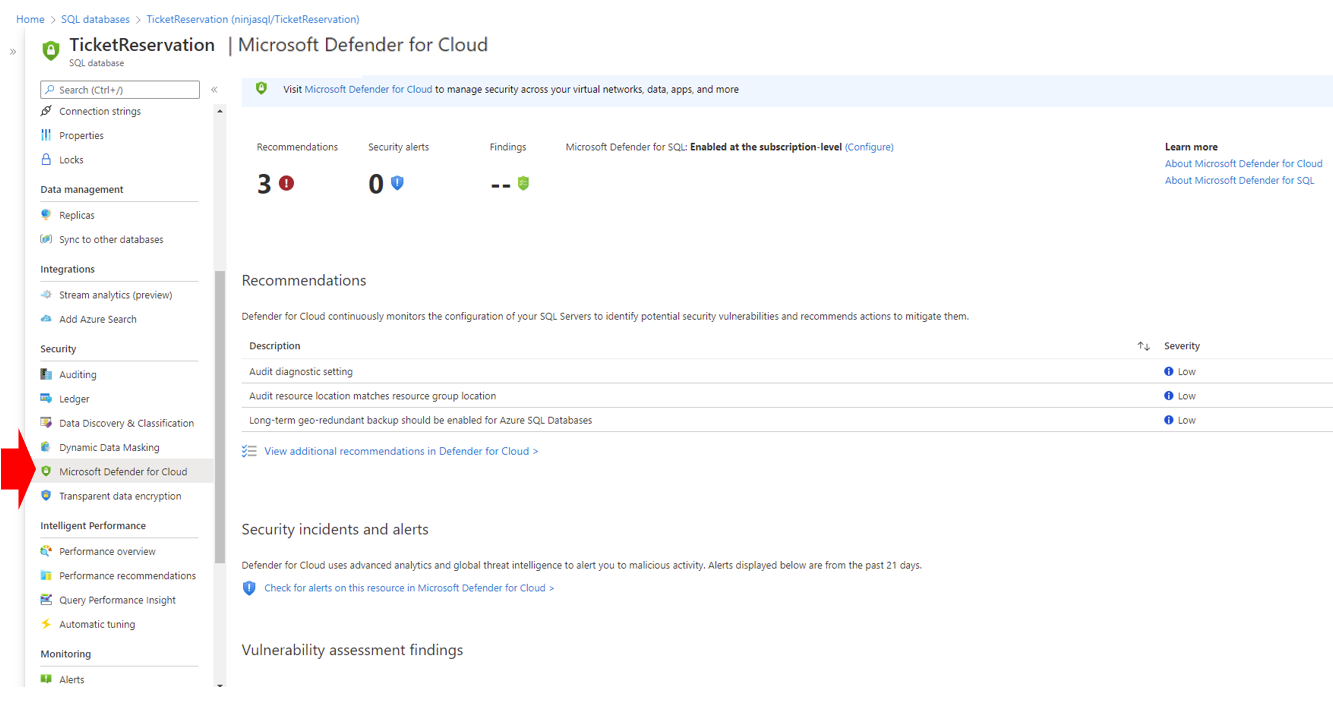 Home > SQL databases > TicketReservation (ninjasql/TicketReservation)
»
TicketReservation | Microsoft Defender for Cloud
SQL database
Search (Ctrl+/)
«
Connection strings
Properties
Locks
Data management
Replicas
Sync to other databases
Integrations
Stream analytics (preview)
Add Azure Search
Security
Auditing
Ledger
Data Discovery & Classification
Dynamic Data Masking
Microsoft Defender for Cloud
Transparent data encryption
Intelligent Performance
Performance overview
Performance recommendations
Query Performance Insight
Automatic tuning
Monitoring
Alerts
Visit Microsoft Defender for Cloud to manage security across your virtual networks, data, apps, and more
Recommendations
3
Security alerts
0
Findings
--
Microsoft Defender for SQL: Enabled at the subscription-level (Configure)
Learn more
About Microsoft Defender for Cloud
About Microsoft Defender for SQL
Recommendations
Defender for Cloud continuously monitors the configuration of your SQL Servers to identify potential security vulnerabilities and recommends actions to mitigate them.
Description ↑↓ Severity
Audit diagnostic setting Low
Audit resource location matches resource group location Low
Long-term geo-redundant backup should be enabled for Azure SQL Databases Low
View additional recommendations in Defender for Cloud >
Security incidents and alerts
Defender for Cloud uses advanced analytics and global threat intelligence to alert you to malicious activity. Alerts displayed below are from the past 21 days.
Check for alerts on this resource in Microsoft Defender for Cloud >
Vulnerability assessment findings